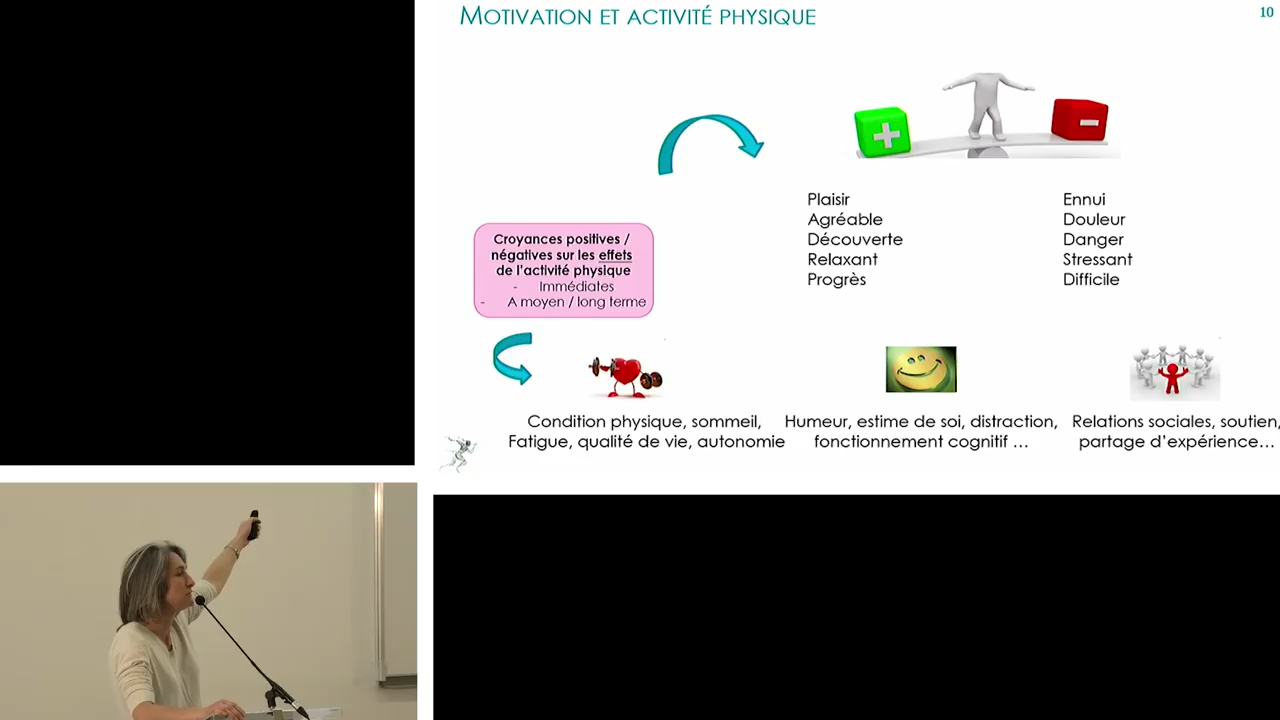 MOTIVATION ET ACTIVITÉ PHYSIQUE
10
Plaisir
Agréable
Découverte
Relaxant
Progrès
Ennui
Douleur
Danger
Stressant
Difficile
Croyances positives /
négatives sur les effets
de l'activité physique
- Immédiates
- A moyen / long terme
Condition physique, sommeil,
Fatigue, qualité de vie, autonomie
Humeur, estime de soi, distraction,
fonctionnement cognitif ...
Relations sociales, soutien,
partage d'expérience...